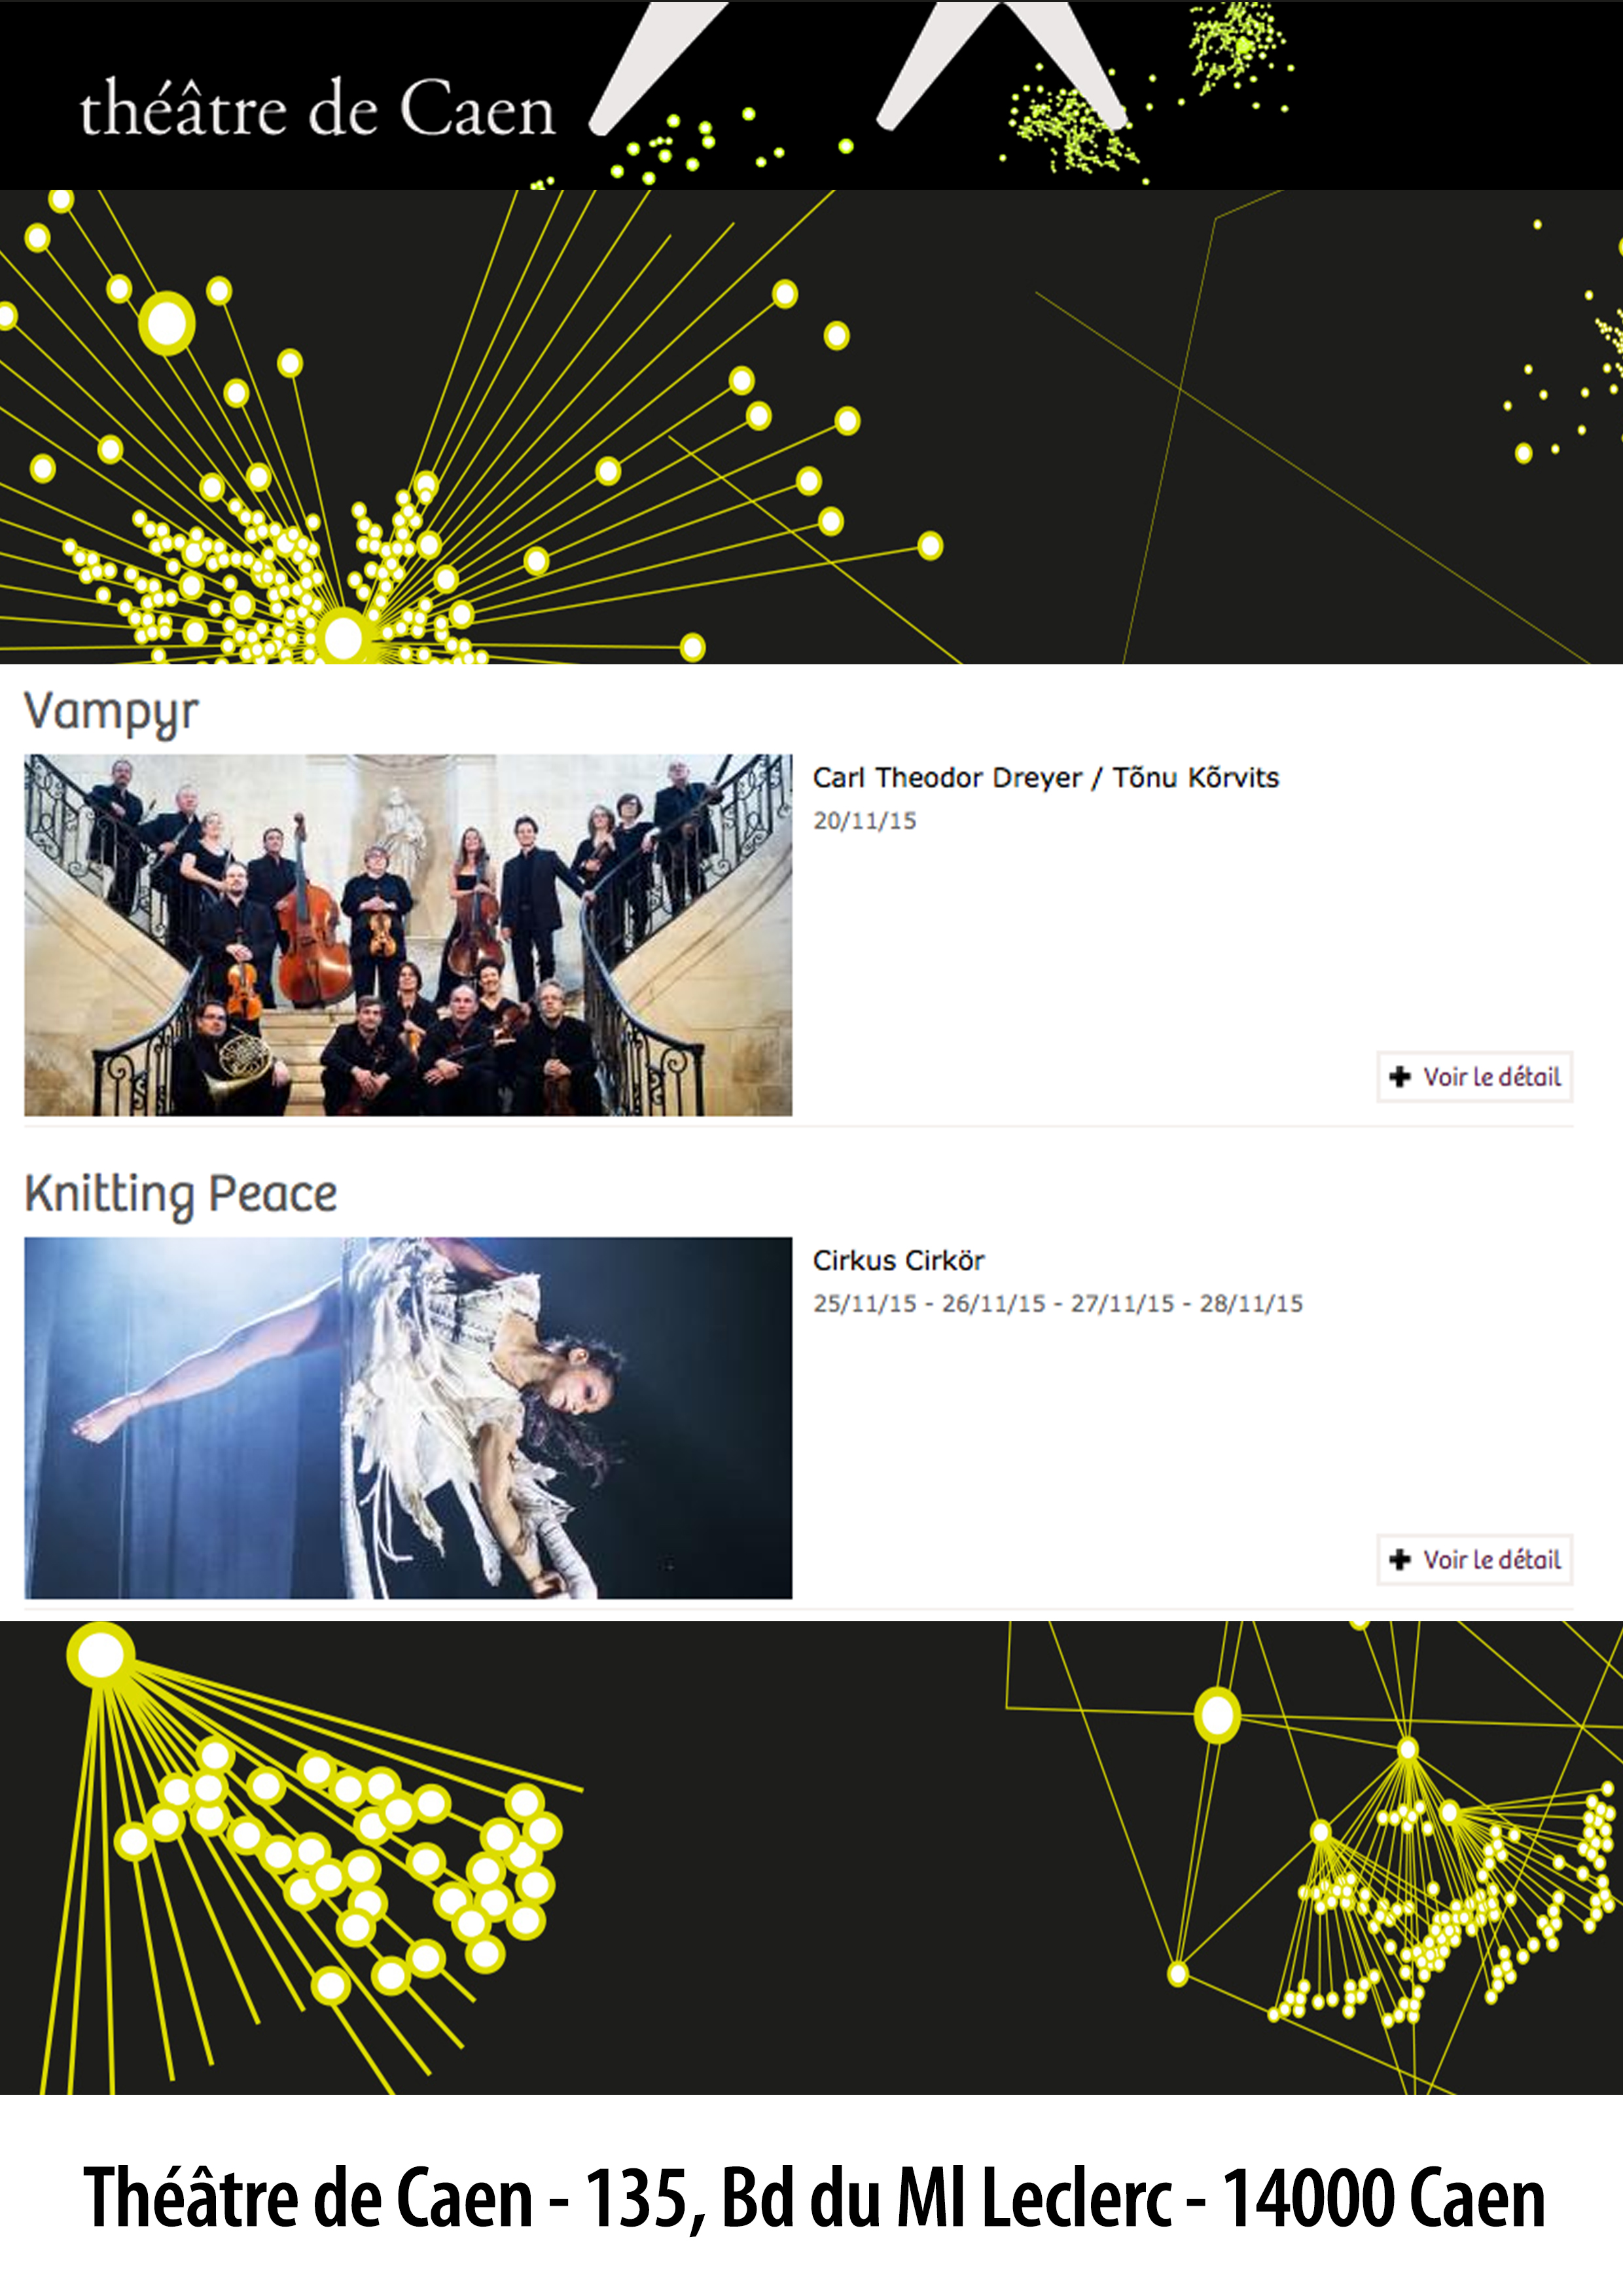 théâtre de Caen
Vampyr
Carl Theodor Dreyer / Tõnu Kõrvits
20/11/15
+ Voir le détail
Knitting Peace
Cirkus Cirkör
25/11/15 - 26/11/15 - 27/11/15 - 28/11/15
+ Voir le détail
Théâtre de Caen - 135, Bd du Ml Leclerc - 14000 Caen